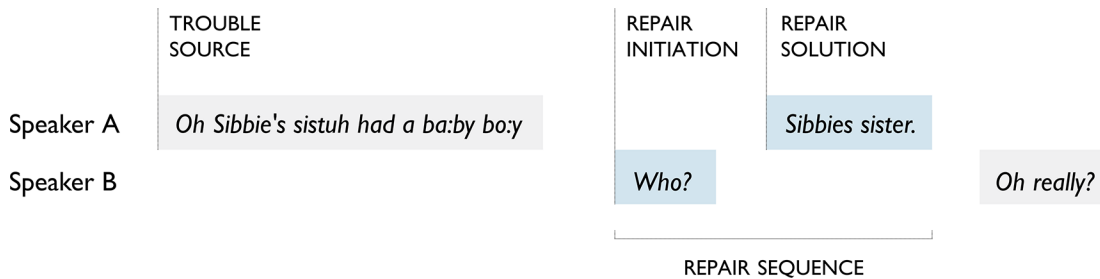 TROUBLE
SOURCE
REPAIR
INITIATION
REPAIR
SOLUTION
Speaker A
Oh Sibbie's sistuh had a ba:by bo:y
Sibbies sister.
Speaker B
Who?
Oh really?
REPAIR SEQUENCE